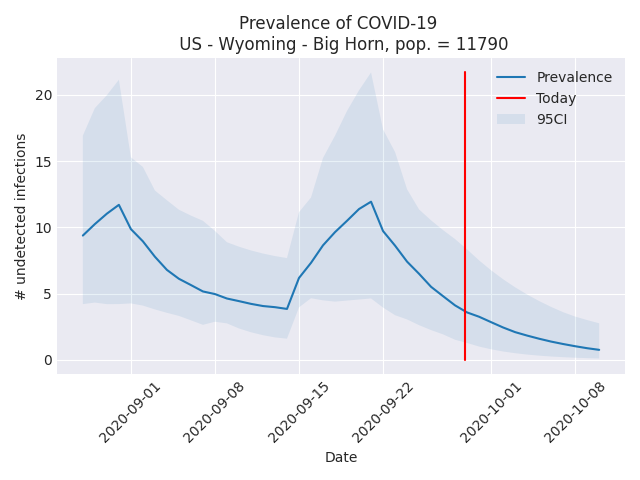 Prevalence of COVID-19
US - Wyoming - Big Horn, pop. = 11790
Prevalence
Today
95CI
# undetected infections
20
15
10
5
0
2020-09-01
2020-09-08
2020-09-15
2020-09-22
2020-10-01
2020-10-08
Date